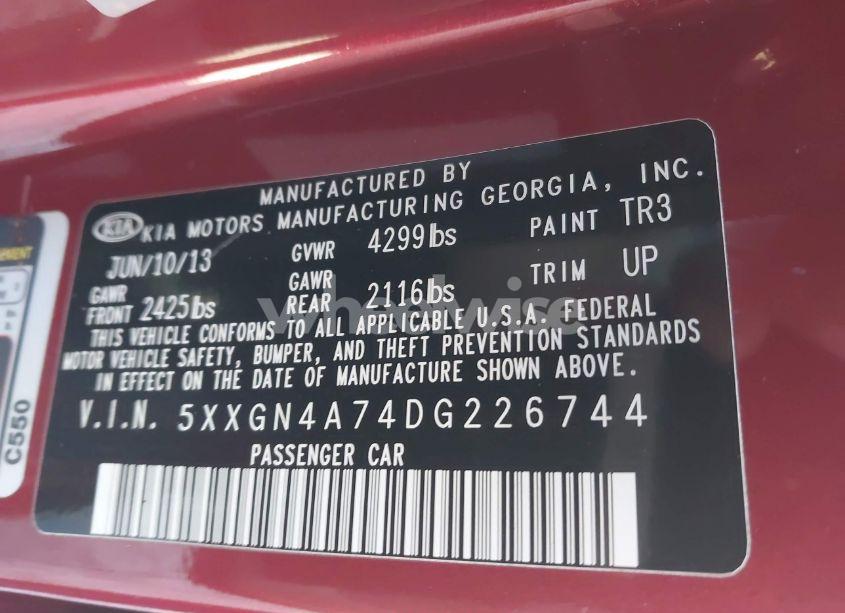 MANUFACTURED BY
KIA KIA MOTORS MANUFACTURING GEORGIA, INC.
JUN/10/13 GVWR 4299lbs PAINT TR3
GAWR FRONT 2425lbs GAWR REAR 2116lbs TRIM UP
THIS VEHICLE CONFORMS TO ALL APPLICABLE U.S.A. FEDERAL
MOTOR VEHICLE SAFETY, BUMPER, AND THEFT PREVENTION STANDARDS
IN EFFECT ON THE DATE OF MANUFACTURE SHOWN ABOVE.
V.I.N. 5XXGN4A74DG226744
PASSENGER CAR
C550
wheelwise